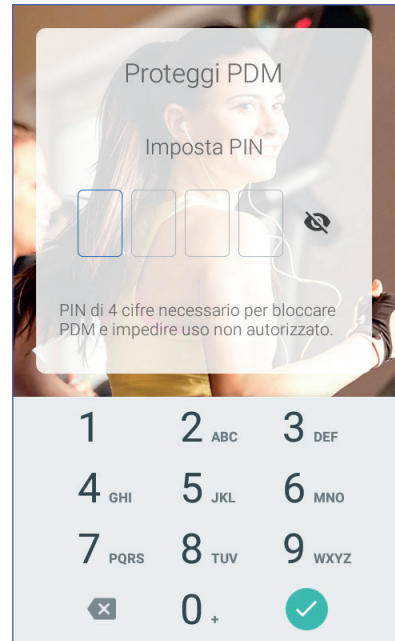 Proteggi PDM
Imposta PIN
PIN di 4 cifre necessario per bloccare
PDM e impedire uso non autorizzato.
1 2 ABC 3 DEF
4 GHI 5 JKL 6 MNO
7 PQRS 8 TUV 9 WXYZ
0 +